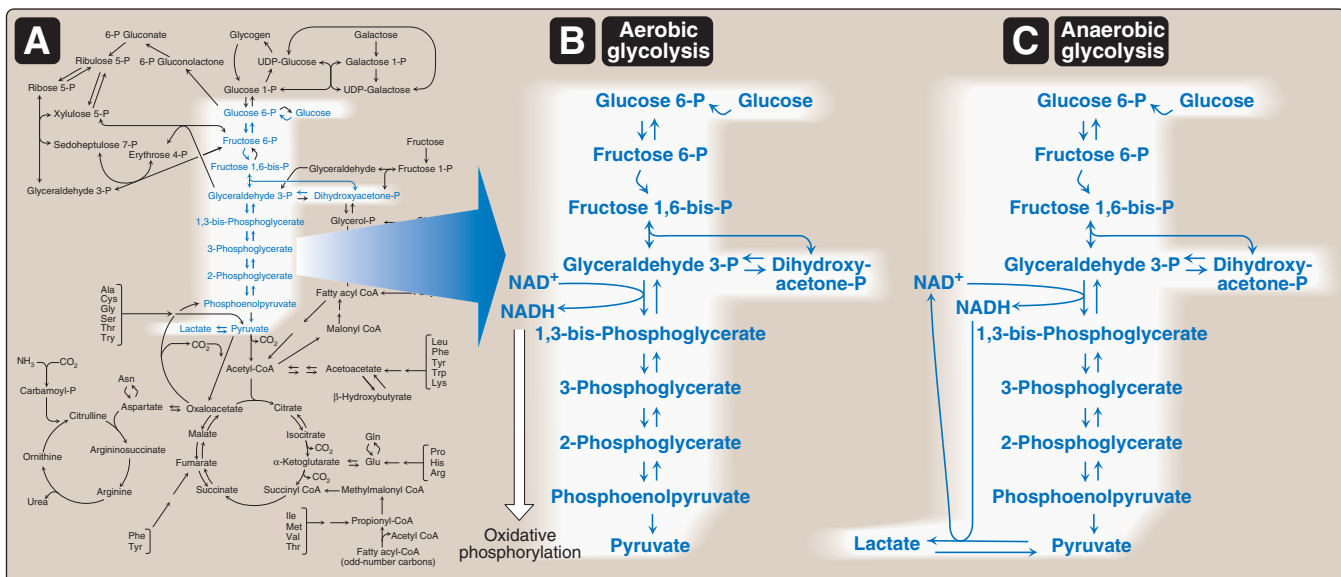 A
6-P Gluconate
Ribulose 5-P
6-P Gluconolactone
Ribose 5-P
Xylulose 5-P
Sedoheptulose 7-P
Erythrose 4-P
Glyceraldehyde 3-P
Glycogen
Galactose
UDP-Glucose
Galactose 1-P
Glucose 1-P
UDP-Galactose
Glucose 6-P
Glucose
Fructose 6-P
Fructose
Fructose 1,6-bis-P
Glyceraldehyde
Fructose 1-P
Glyceraldehyde 3-P
Dihydroxyacetone-P
1,3-bis-Phosphoglycerate
Glycerol-P
3-Phosphoglycerate
2-Phosphoglycerate
Fatty acyl CoA
Phosphoenolpyruvate
Malonyl CoA
Lactate
Pyruvate
Ala
Cys
Gly
Ser
Thr
Try
CO2
CO2
Acetyl-CoA
Acetoacetate
Leu
Phe
Tyr
Trp
Lys
β-Hydroxybutyrate
NH3
CO2
Carbamoyl-P
Asn
Aspartate
Oxaloacetate
Citrate
Citrulline
Malate
Isocitrate
Argininosuccinate
CO2
Gln
Ornithine
Fumarate
α-Ketoglutarate
Glu
Pro
His
Arg
CO2
Arginine
Succinate
Succinyl CoA
Methylmalonyl CoA
Urea
Phe
Tyr
Ile
Met
Val
Thr
Propionyl-CoA
Acetyl CoA
Fatty acyl-CoA
(odd-number carbons)
B
Aerobic
glycolysis
Glucose 6-P
Glucose
Fructose 6-P
Fructose 1,6-bis-P
Glyceraldehyde 3-P
Dihydroxy-
acetone-P
NAD+
NADH
1,3-bis-Phosphoglycerate
3-Phosphoglycerate
2-Phosphoglycerate
Phosphoenolpyruvate
Pyruvate
Oxidative
phosphorylation
C
Anaerobic
glycolysis
Glucose 6-P
Glucose
Fructose 6-P
Fructose 1,6-bis-P
Glyceraldehyde 3-P
Dihydroxy-
acetone-P
NAD+
NADH
1,3-bis-Phosphoglycerate
3-Phosphoglycerate
2-Phosphoglycerate
Phosphoenolpyruvate
Lactate
Pyruvate